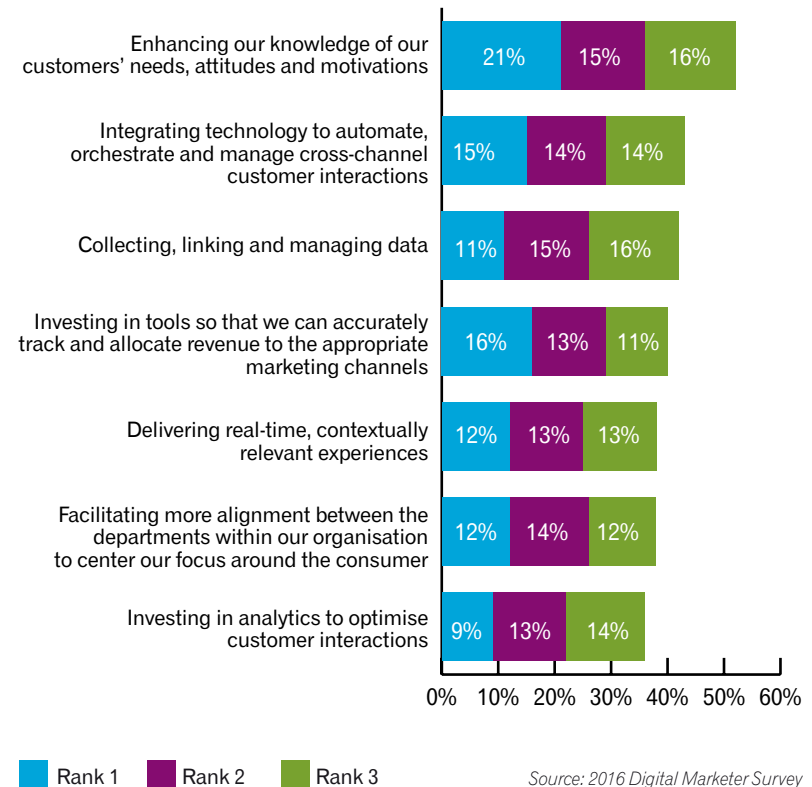 Enhancing our knowledge of our
customers’ needs, attitudes and motivations
21% 15% 16%
Integrating technology to automate,
orchestrate and manage cross-channel
customer interactions
15% 14% 14%
Collecting, linking and managing data
11% 15% 16%
Investing in tools so that we can accurately
track and allocate revenue to the appropriate
marketing channels
16% 13% 11%
Delivering real-time, contextually
relevant experiences
12% 13% 13%
Facilitating more alignment between the
departments within our organisation
to center our focus around the consumer
12% 14% 12%
Investing in analytics to optimise
customer interactions
9% 13% 14%
0% 10% 20% 30% 40% 50% 60%
Rank 1 Rank 2 Rank 3
Source: 2016 Digital Marketer Survey